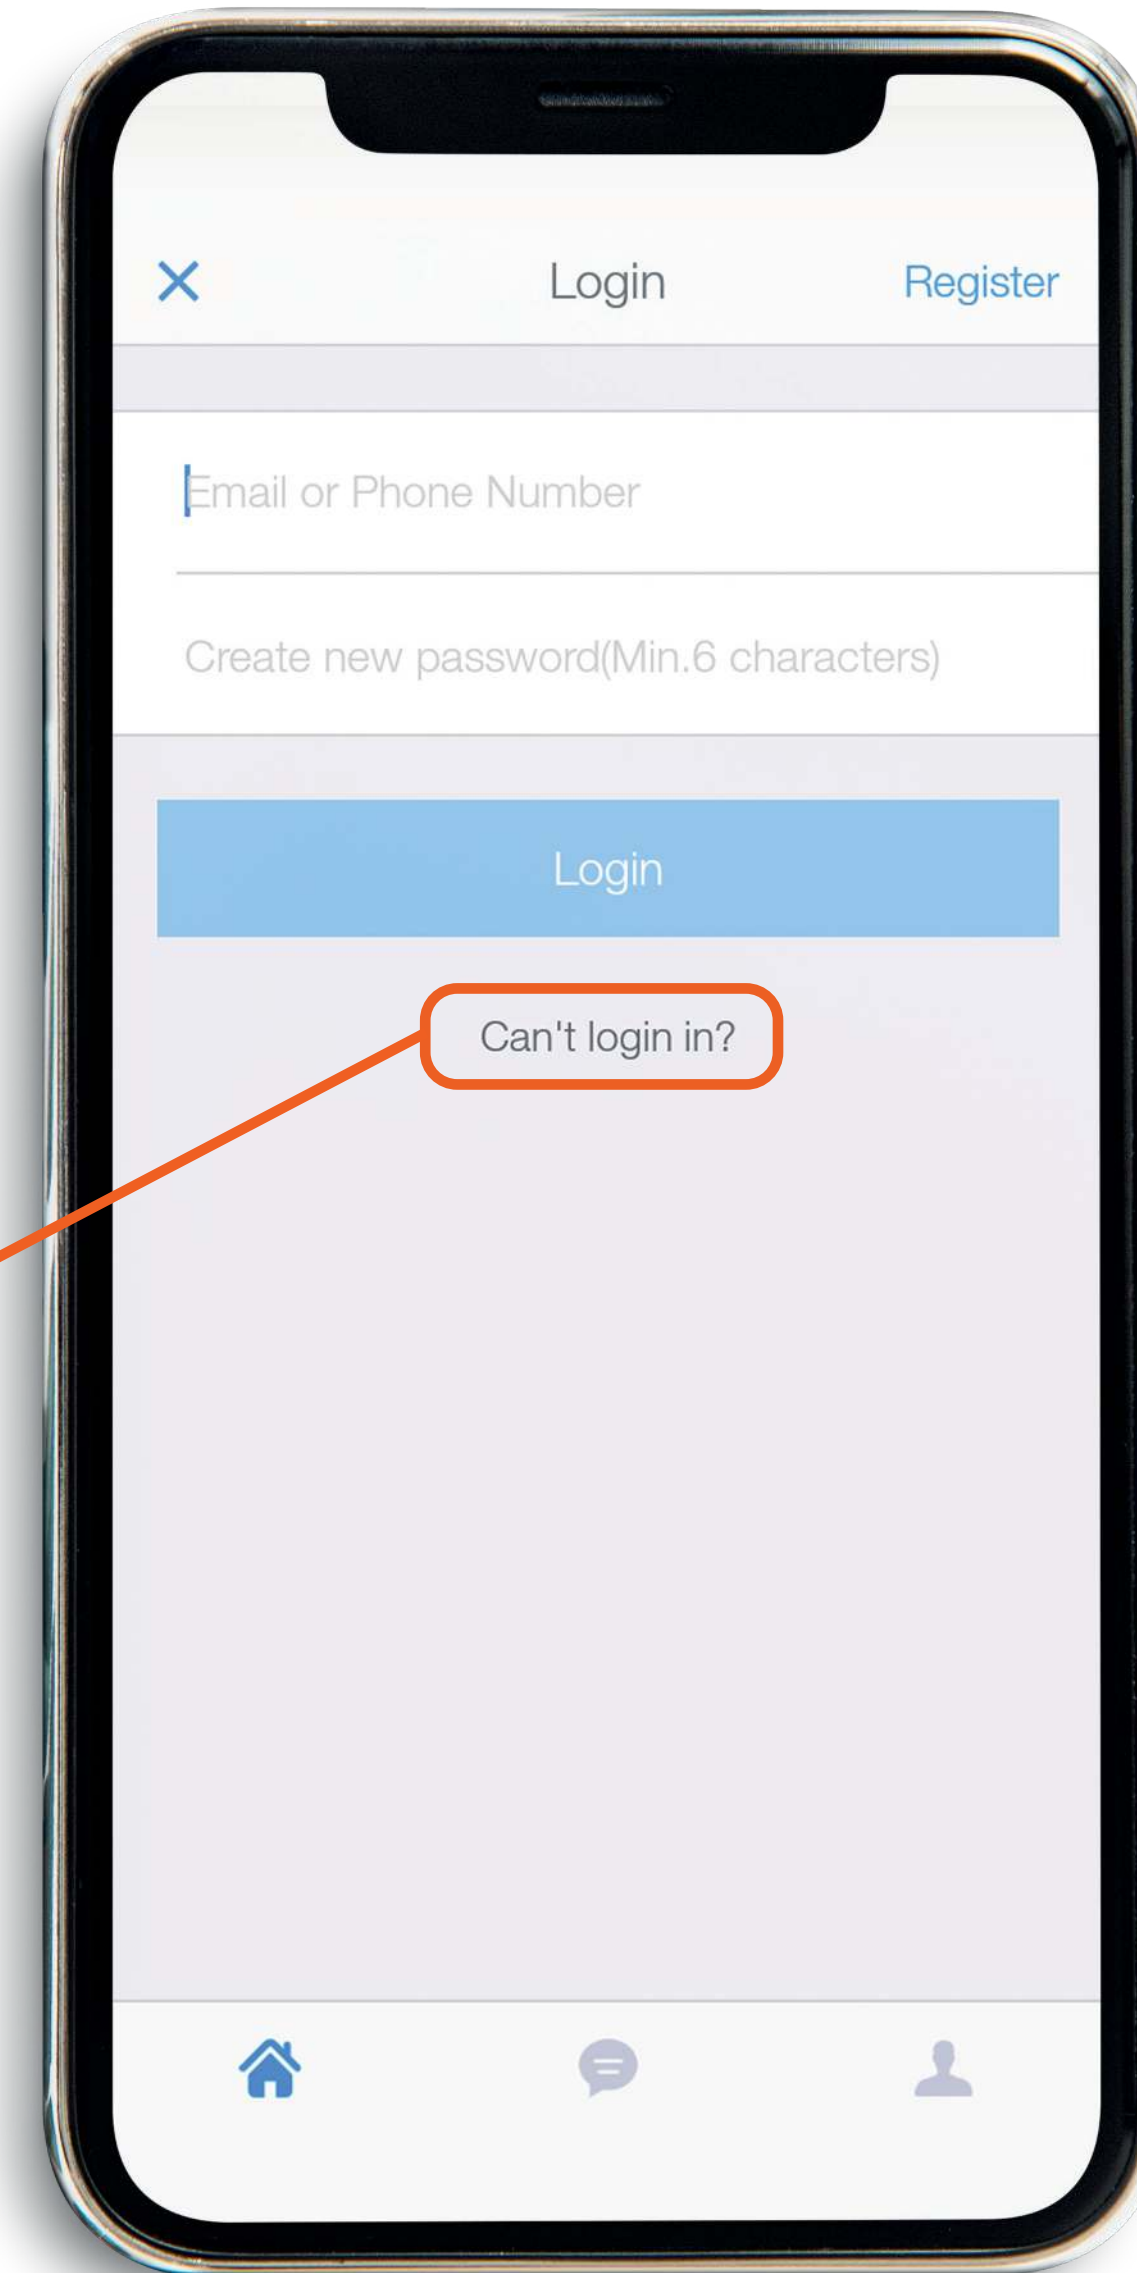 Login
Register
Email or Phone Number
Create new password(Min.6 characters)
Login
Can't login in?